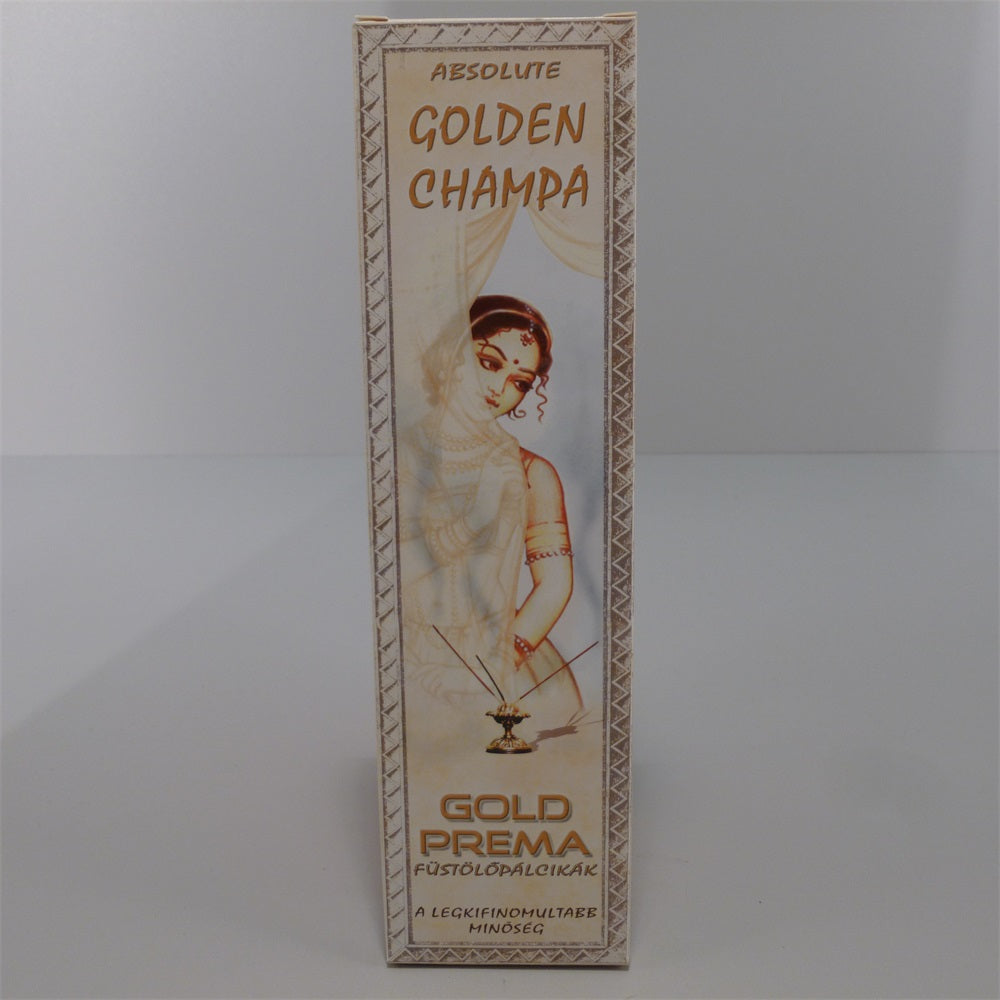 ABSOLUTE
GOLDEN
CHAMPA
GOLD
PREMA
FÜSTÖLŐPÁLCIKÁK
A LEGKIFINOMULTABB
MINŐSÉG